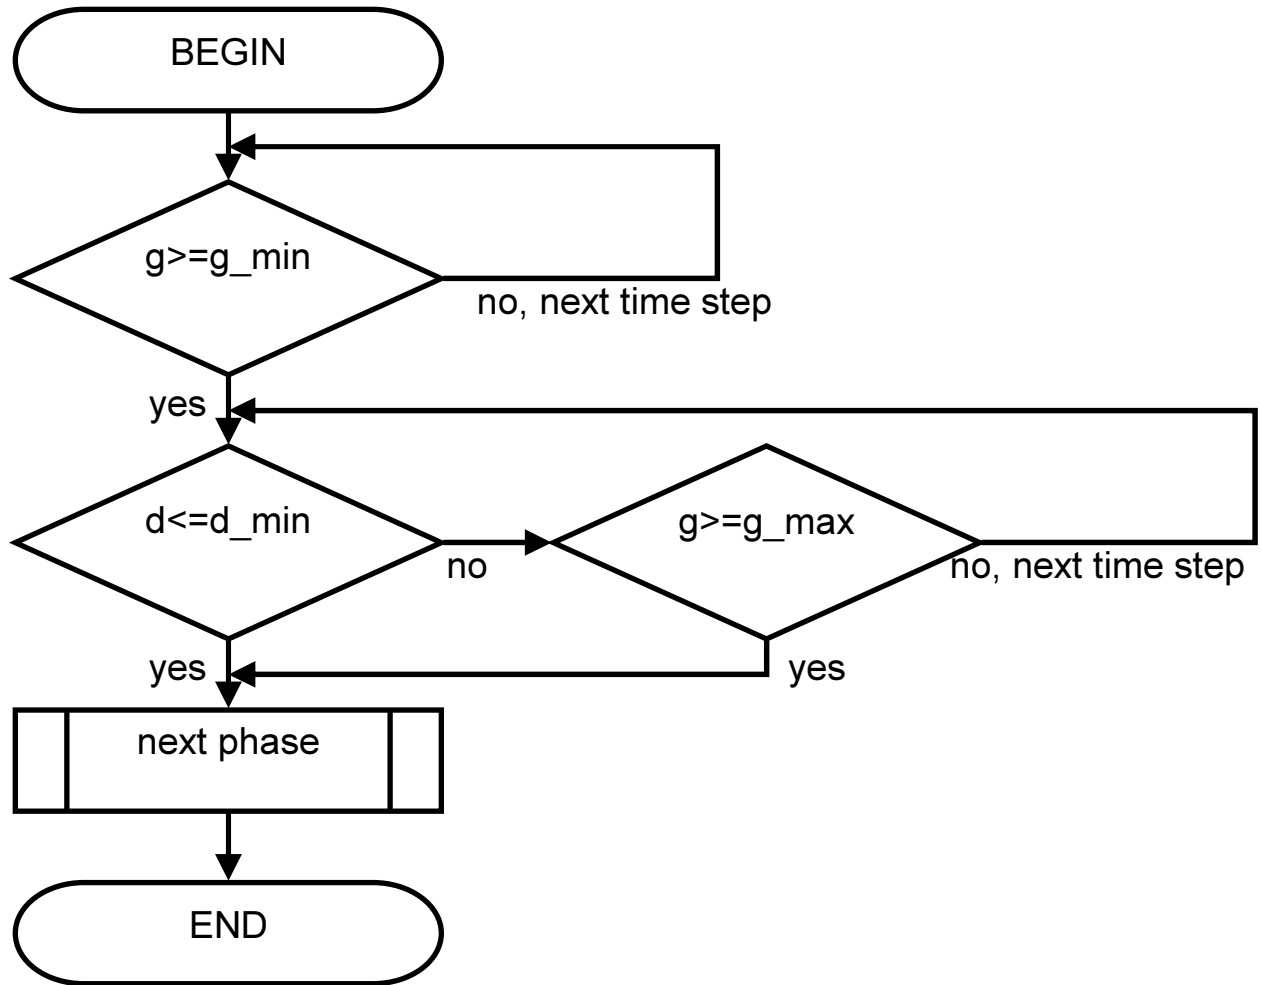 BEGIN
g>=g_min
no, next time step
yes
d<=d_min
no
g>=g_max
no, next time step
yes
yes
next phase
END